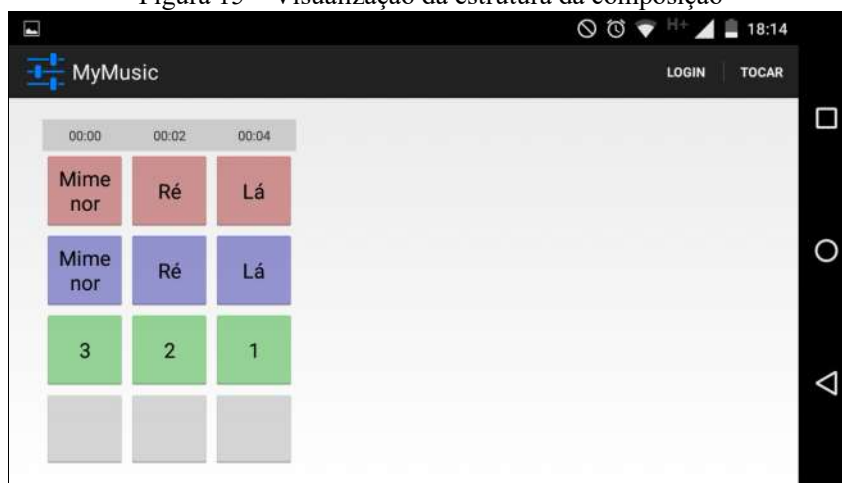 Figura – Visualização da estrutura da composição
H+ 18:14
MyMusic LOGIN TOCAR
00:00 00:02 00:04
Mime
nor Ré Lá
Mime
nor Ré Lá
3 2 1